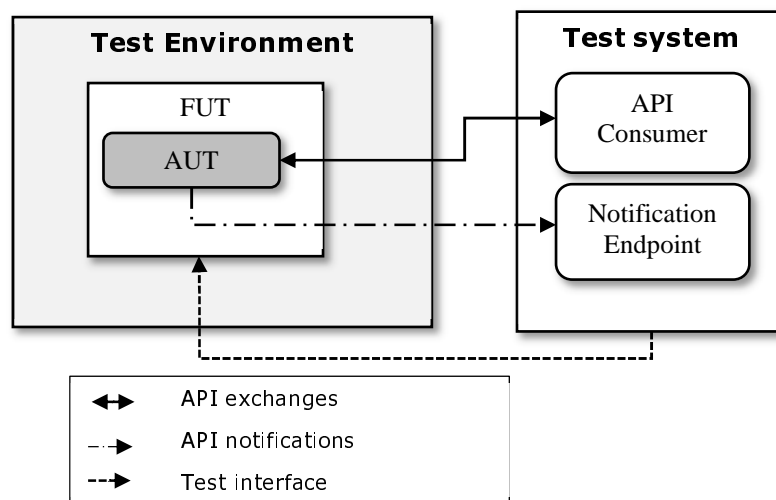 Test Environment
FUT
AUT
Test system
API
Consumer
Notification
Endpoint
API exchanges
API notifications
Test interface